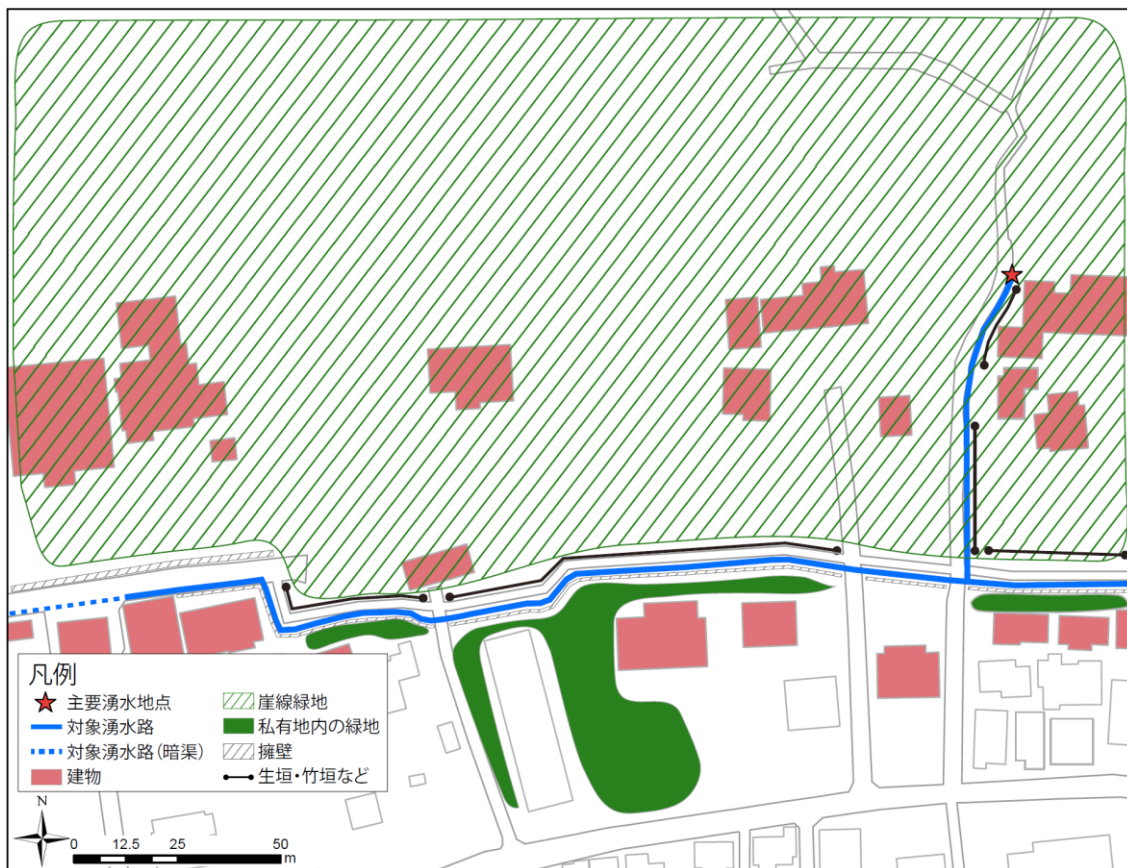 凡例
主要湧水地点
対象湧水路
対象湧水路(暗渠)
建物
崖線緑地
私有地内の緑地
擁壁
生垣・竹垣など
N
0 12.5 25 50
m